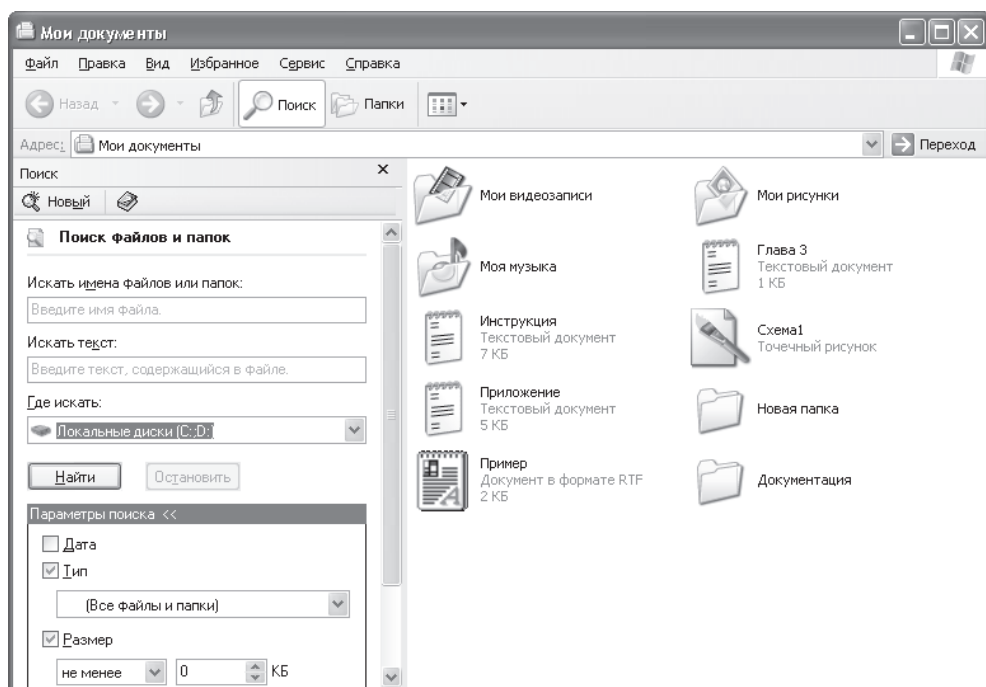 Мои документы
Файл Правка Вид Избранное Сервис Справка
Назад Поиск Папки
Адрес: Мои документы Переход
Поиск
Новый
Поиск файлов и папок
Искать имена файлов или папок:
Введите имя файла.
Искать текст:
Введите текст, содержащийся в файле.
Где искать:
Локальные диски (C:;D:)
Найти Остановить
Параметры поиска <<
Дата
Тип
(Все файлы и папки)
Размер
не менее 0 КБ
Мои видеозаписи
Мои рисунки
Моя музыка
Глава 3
Текстовый документ
1 КБ
Инструкция
Текстовый документ
7 КБ
Схема1
Точечный рисунок
Приложение
Текстовый документ
5 КБ
Новая папка
Пример
Документ в формате RTF
2 КБ
Документация